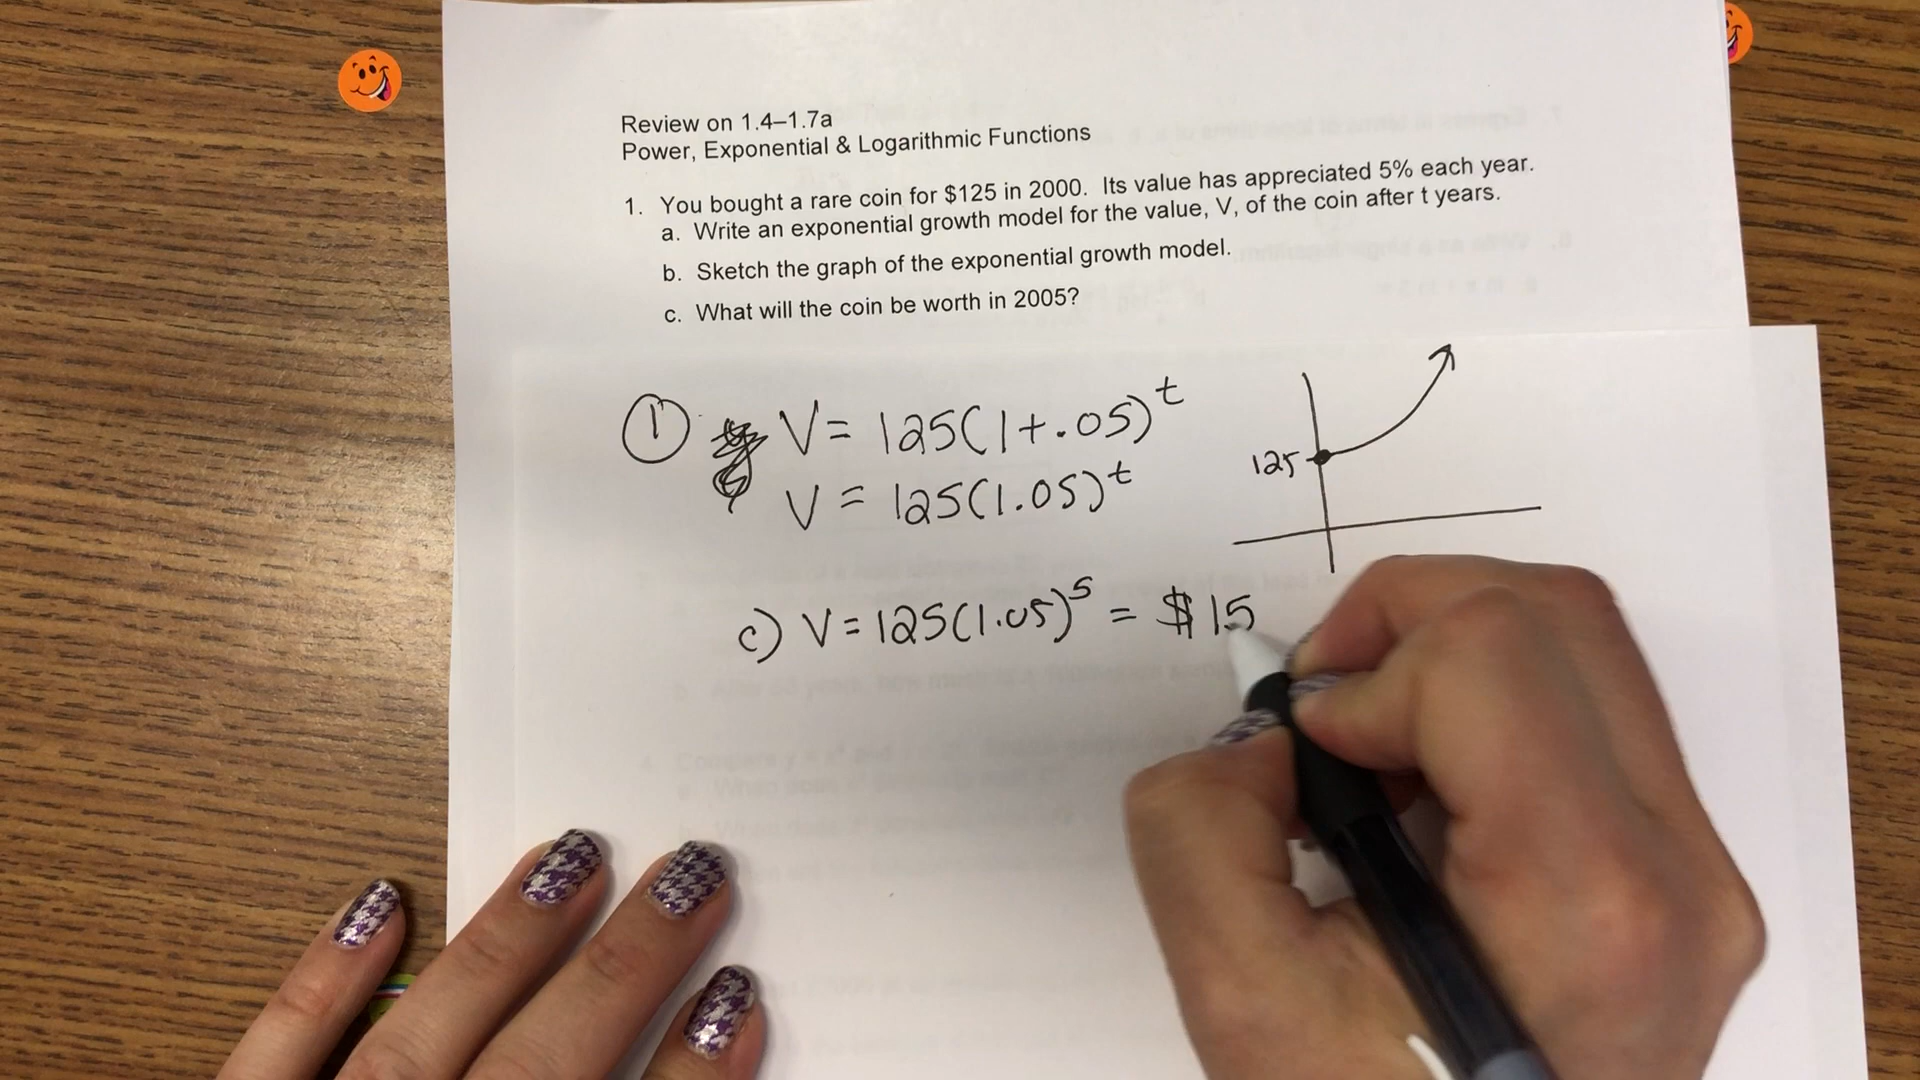 Review on 1.4–1.7a
Power, Exponential & Logarithmic Functions
1. You bought a rare coin for $125 in 2000. Its value has appreciated 5% each year.
a. Write an exponential growth model for the value, V, of the coin after t years.
b. Sketch the graph of the exponential growth model.
c. What will the coin be worth in 2005?
① V = 125(1+.05)^t
V = 125(1.05)^t
125
c) V = 125(1.05)^5 = $15